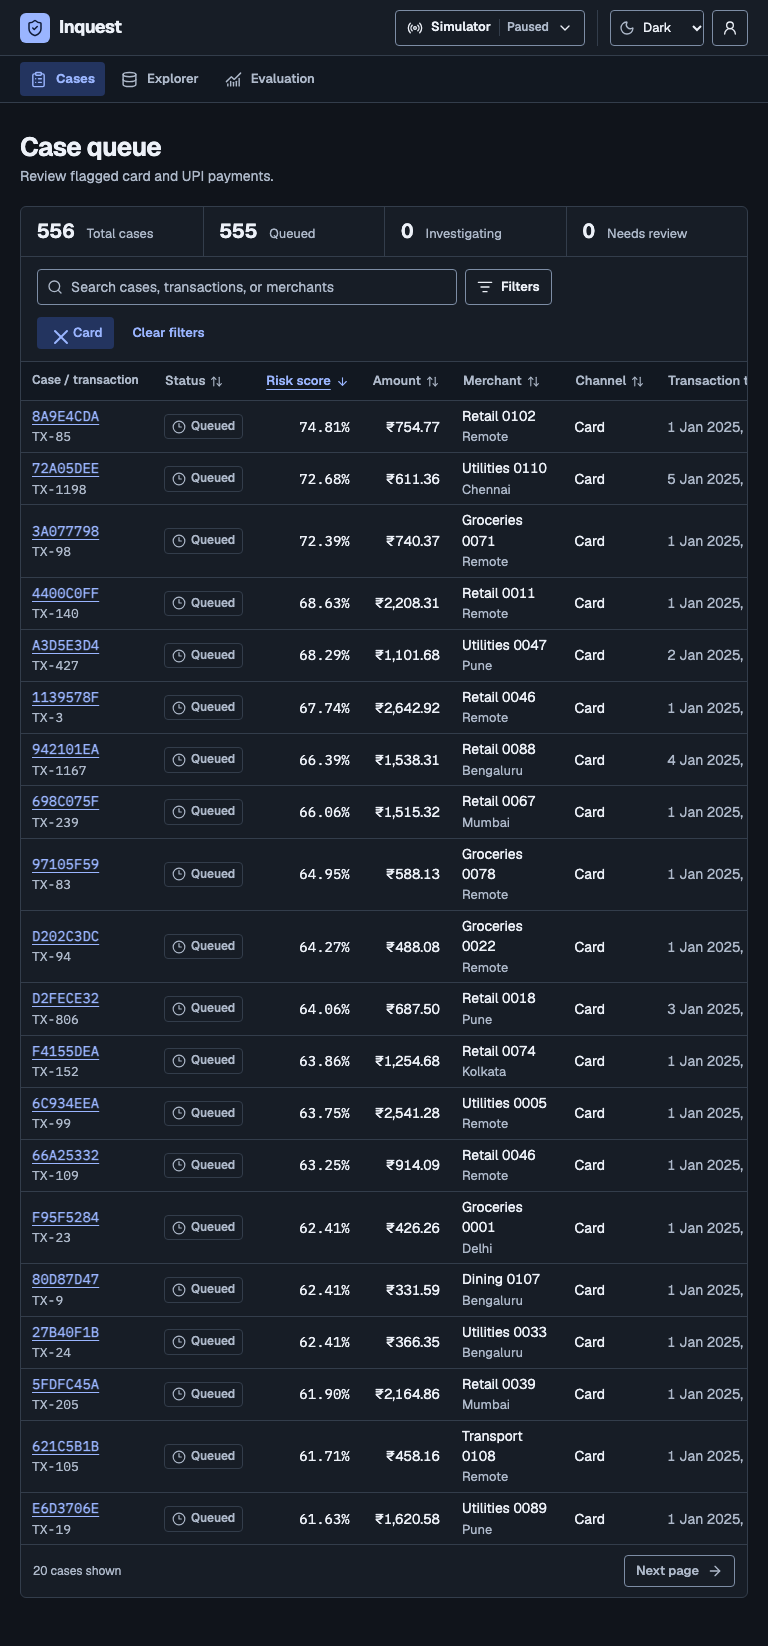 Inquest
Simulator Paused
Dark
Cases
Explorer
Evaluation
Case queue
Review flagged card and UPI payments.
556 Total cases
555 Queued
0 Investigating
0 Needs review
Search cases, transactions, or merchants
Filters
Card
Clear filters
Case / transaction Status Risk score Amount Merchant Channel Transaction t
8A9E4CDA Queued 74.81% ₹754.77 Retail 0102 Card 1 Jan 2025,
TX-85 Remote
72A05DEE Queued 72.68% ₹611.36 Utilities 0110 Card 5 Jan 2025,
TX-1198 Chennai
3A077798 Queued 72.39% ₹740.37 Groceries 0071 Card 1 Jan 2025,
TX-98 Remote
4400C0FF Queued 68.63% ₹2,208.31 Retail 0011 Card 1 Jan 2025,
TX-140 Remote
A3D5E3D4 Queued 68.29% ₹1,101.68 Utilities 0047 Card 2 Jan 2025,
TX-427 Pune
1139578F Queued 67.74% ₹2,642.92 Retail 0046 Card 1 Jan 2025,
TX-3 Remote
942101EA Queued 66.39% ₹1,538.31 Retail 0088 Card 4 Jan 2025,
TX-1167 Bengaluru
698C075F Queued 66.06% ₹1,515.32 Retail 0067 Card 1 Jan 2025,
TX-239 Mumbai
97105F59 Queued 64.95% ₹588.13 Groceries 0078 Card 1 Jan 2025,
TX-83 Remote
D202C3DC Queued 64.27% ₹488.08 Groceries 0022 Card 1 Jan 2025,
TX-94 Remote
D2FECE32 Queued 64.06% ₹687.50 Retail 0018 Card 3 Jan 2025,
TX-806 Pune
F4155DEA Queued 63.86% ₹1,254.68 Retail 0074 Card 1 Jan 2025,
TX-152 Kolkata
6C934EEA Queued 63.75% ₹2,541.28 Utilities 0005 Card 1 Jan 2025,
TX-99 Remote
66A25332 Queued 63.25% ₹914.09 Retail 0046 Card 1 Jan 2025,
TX-109 Remote
F95F5284 Queued 62.41% ₹426.26 Groceries 0001 Card 1 Jan 2025,
TX-23 Delhi
80D87D47 Queued 62.41% ₹331.59 Dining 0107 Card 1 Jan 2025,
TX-9 Bengaluru
27B40F1B Queued 62.41% ₹366.35 Utilities 0033 Card 1 Jan 2025,
TX-24 Bengaluru
5FDFC45A Queued 61.90% ₹2,164.86 Retail 0039 Card 1 Jan 2025,
TX-205 Mumbai
621C5B1B Queued 61.71% ₹458.16 Transport 0108 Card 1 Jan 2025,
TX-105 Remote
E6D3706E Queued 61.63% ₹1,620.58 Utilities 0089 Card 1 Jan 2025,
TX-19 Pune
20 cases shown
Next page